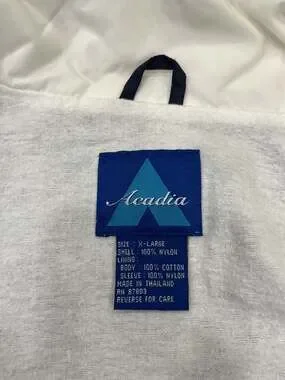 Acadia
SIZE : X-LARGE
SHELL : 100% NYLON
LINING:
BODY : 100% COTTON
SLEEVE : 100% NYLON
MADE IN THAILAND
RN 87003
REVERSE FOR CARE